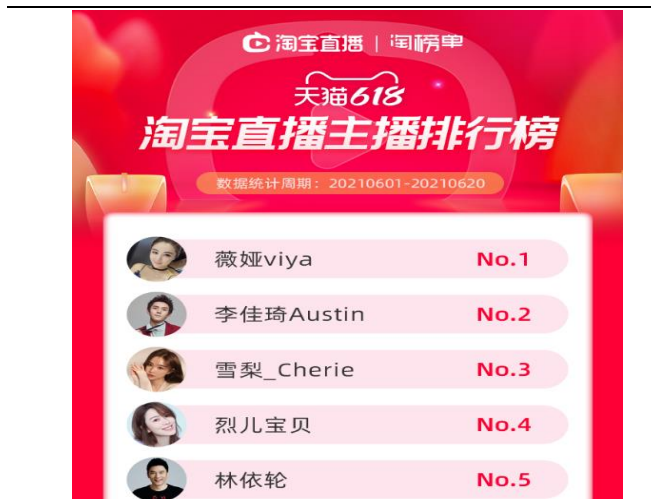 淘宝直播 | 淘榜单
天猫618
淘宝直播主播排行榜
数据统计周期：20210601-20210620
薇娅viya No.1
李佳琦Austin No.2
雪梨_Cherie No.3
烈儿宝贝 No.4
林依轮 No.5